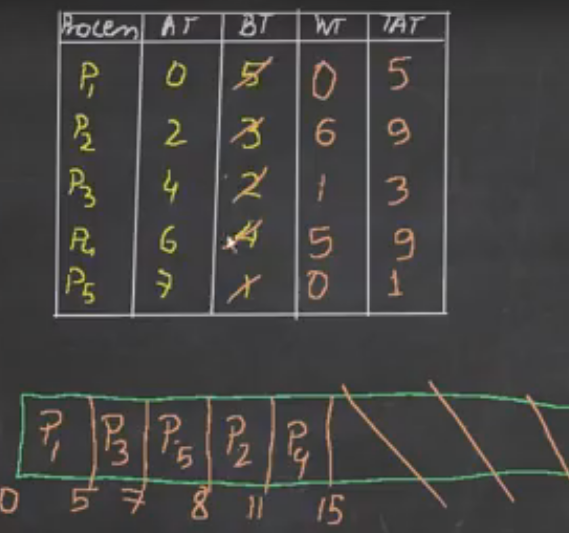 Process AT BT WT TAT
P1 0 5 0 5
P2 2 3 6 9
P3 4 2 1 3
P4 6 4 5 9
P5 7 1 0 1
P1 P3 P5 P2 P4
0 5 7 8 11 15